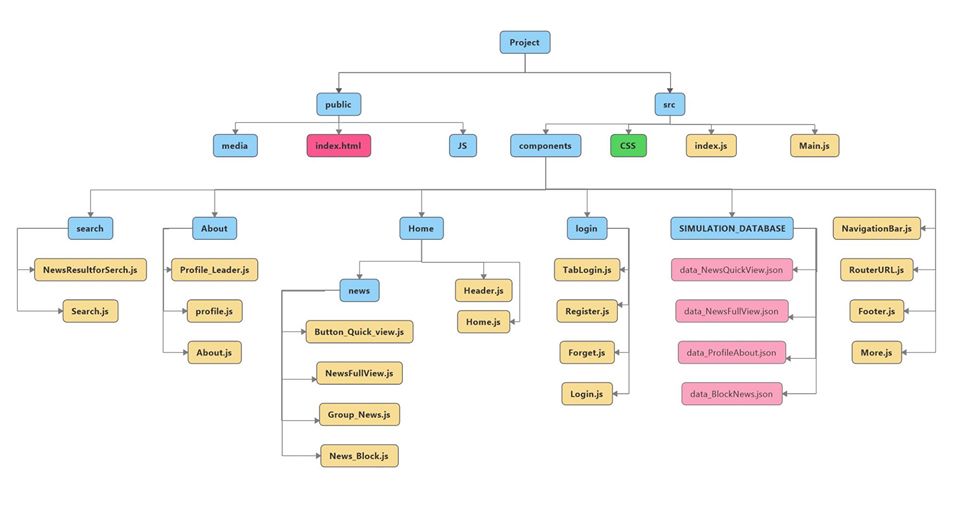 Project
public
src
media
index.html
JS
components
CSS
index.js
Main.js
search
About
Home
login
SIMULATION_DATABASE
NavigationBar.js
NewsResultforSerch.js
Profile_Leader.js
news
Header.js
TabLogin.js
data_NewsQuickView.json
RouterURL.js
Search.js
profile.js
Button_Quick_view.js
Home.js
Register.js
data_NewsFullView.json
Footer.js
About.js
NewsFullView.js
Forget.js
data_ProfileAbout.json
More.js
Group_News.js
Login.js
data_BlockNews.json
News_Block.js